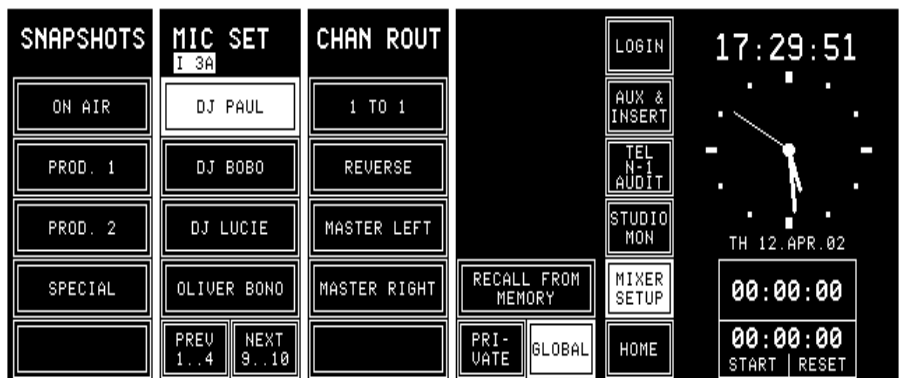 SNAPSHOTS
ON AIR
PROD. 1
PROD. 2
SPECIAL
MIC SET
I 3A
DJ PAUL
DJ BOBO
DJ LUCIE
OLIVER BONO
PREV
1..4
NEXT
9..10
CHAN ROUT
1 TO 1
REVERSE
MASTER LEFT
MASTER RIGHT
RECALL FROM
MEMORY
PRI-
VATE
GLOBAL
LOGIN
AUX &
INSERT
TEL
N-1
AUDIT
STUDIO
MON
MIXER
SETUP
HOME
17:29:51
TH 12.APR.02
00:00:00
00:00:00
START | RESET